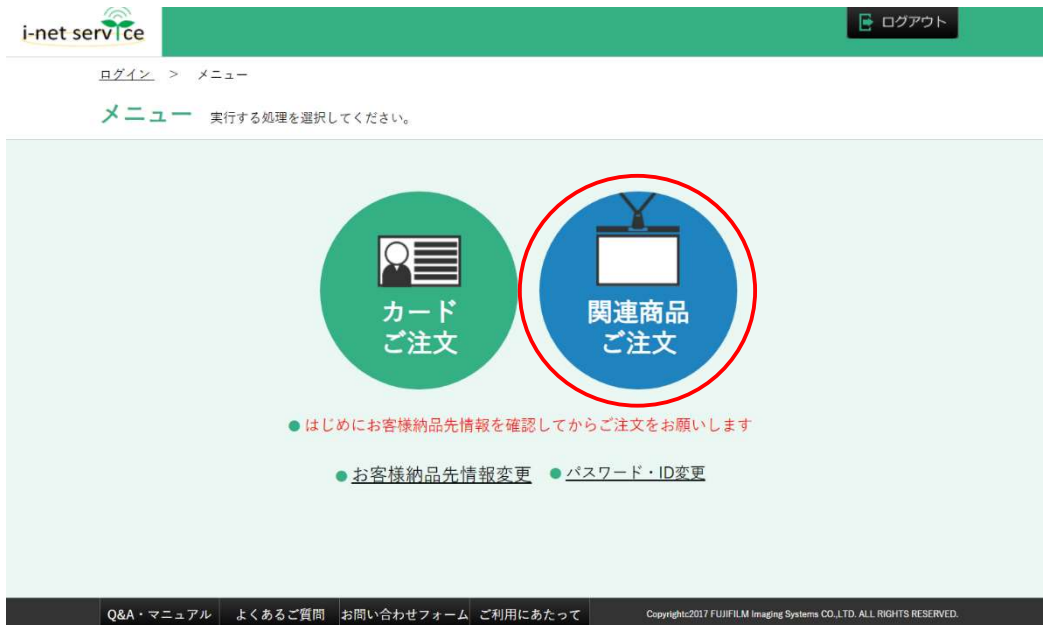 i-net service
ログアウト
ログイン > メニュー
メニュー 実行する処理を選択してください。
カード
ご注文
関連商品
ご注文
●はじめにお客様納品先情報を確認してからご注文をお願いします
●お客様納品先情報変更 ●パスワード・ID変更
Q&A・マニュアル よくあるご質問 お問い合わせフォーム ご利用にあたって Copyright:c2017 FUJIFILM Imaging Systems CO.,LTD. ALL RIGHTS RESERVED.